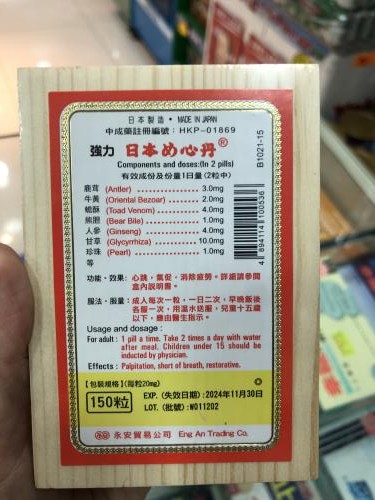 日本製造 • MADE IN JAPAN
中成藥註冊編號：HKP-01869
強力 日本め心丹®
Components and doses:(In 2 pills)
有效成份及份量1日量(2粒中)
鹿茸 (Antler) 3.0mg
牛黃 (Oriental Bezoar) 2.0mg
蟾酥 (Toad Venom) 4.0mg
熊膽 (Bear Bile) 1.0mg
人參 (Ginseng) 4.0mg
甘草 (Glycyrrhiza) 10.0mg
珍珠 (Pearl) 1.0mg
等
B1021-15
4894114100536
功能・效果：心跳，氣促，消除疲勞。詳細請參閱
盒內說明書。
服法・服量：成人每次一粒，一日二次，早晚飯後
各服一次，用溫水送服，兒童十五歲
以下，應由醫生指示。
Usage and dosage :
For adult : 1 pill a time. Take 2 times a day with water
after meal. Children under 15 should be
inducted by physician.
Effects : Palpitation, short of breath, restorative.
【包裝規格】(每粒20mg)
150粒
EXP. (失效日期):2024年11月30日
LOT. (批號):W011202
永安貿易公司 Eng An Trading Co.